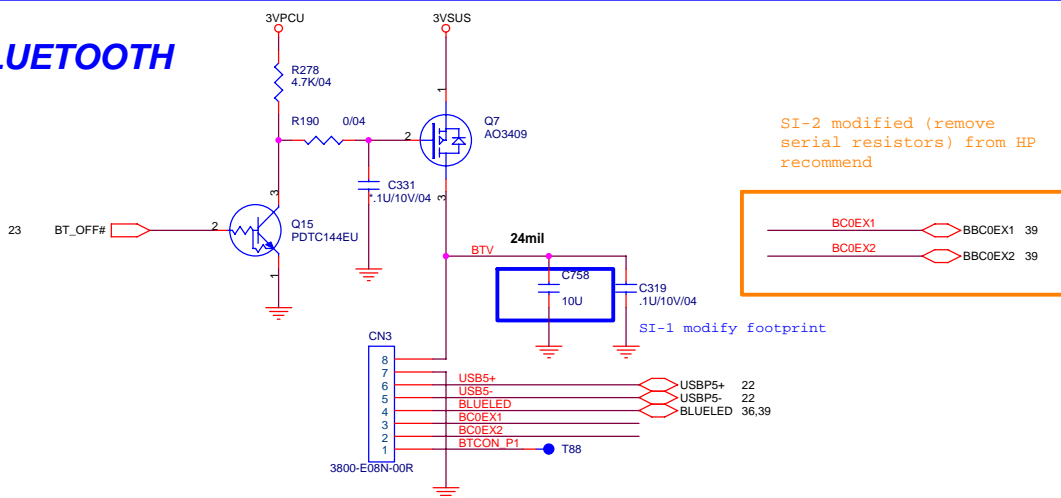 LUETOOTH
3VPCU
3VSUS
R278
4.7K/04
R190 0/04
Q7
AO3409
1
2
3
C331
*.1U/10V/04
SI-2 modified (remove
serial resistors) from HP
recommend
23 BT_OFF#
2
3
1
Q15
PDTC144EU
BC0EX1 BBC0EX1 39
BC0EX2 BBC0EX2 39
24mil
BTV
C758
10U
C319
.1U/10V/04
SI-1 modify footprint
CN3
8
7
6 USB5+ USBP5+ 22
5 USB5- USBP5- 22
4 BLUELED BLUELED 36,39
3 BC0EX1
2 BC0EX2
1 BTCON_P1 T88
3800-E08N-00R